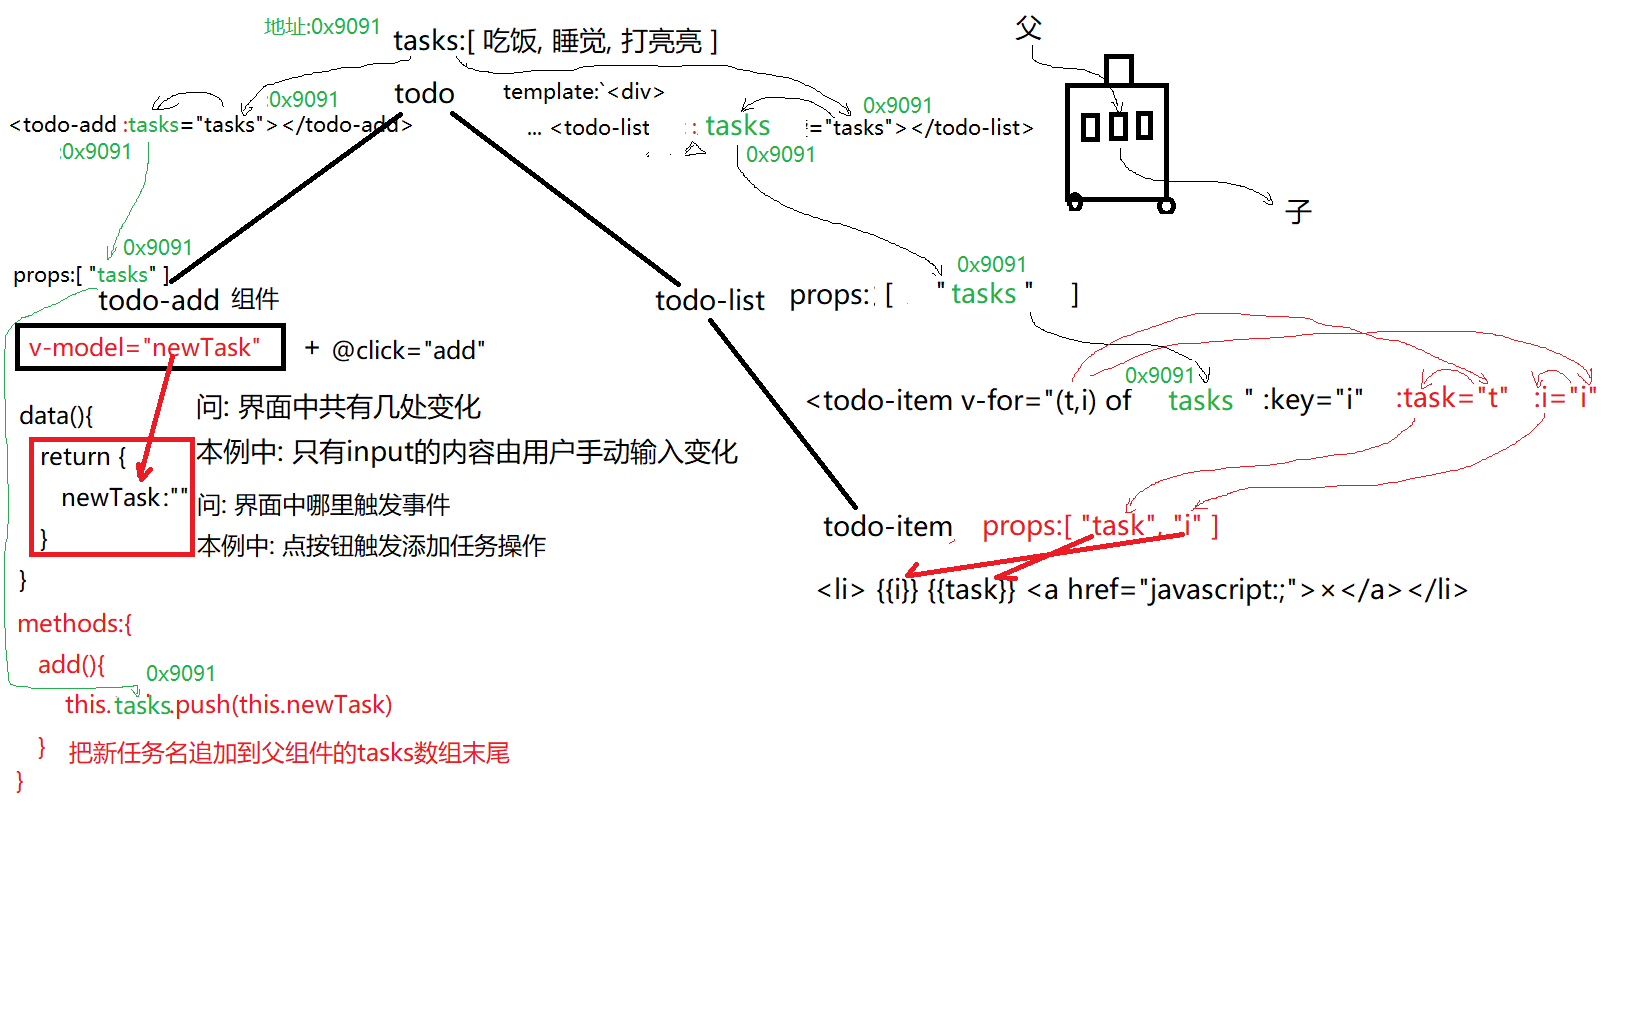 地址:0x9091
tasks:[ 吃饭, 睡觉, 打亮亮 ]
父
todo
template:`<div>
:0x9091
0x9091
<todo-add :tasks="tasks"></todo-add>
... <todo-list : tasks ="tasks"></todo-list>
:0x9091
0x9091
子
0x9091
props:[ "tasks" ]
todo-add 组件
0x9091
todo-list props: [ "tasks" ]
v-model="newTask" + @click="add"
0x9091
<todo-item v-for="(t,i) of tasks " :key="i" :task="t" :i="i"
问: 界面中共有几处变化
data(){
本例中: 只有input的内容由用户手动输入变化
return {
newTask:""
问: 界面中哪里触发事件
}
本例中: 点按钮触发添加任务操作
}
todo-item props:[ "task", "i" ]
<li> {{i}} {{task}} <a href="javascript:;">×</a></li>
methods:{
add(){
0x9091
this.tasks.push(this.newTask)
} 把新任务名追加到父组件的tasks数组末尾
}